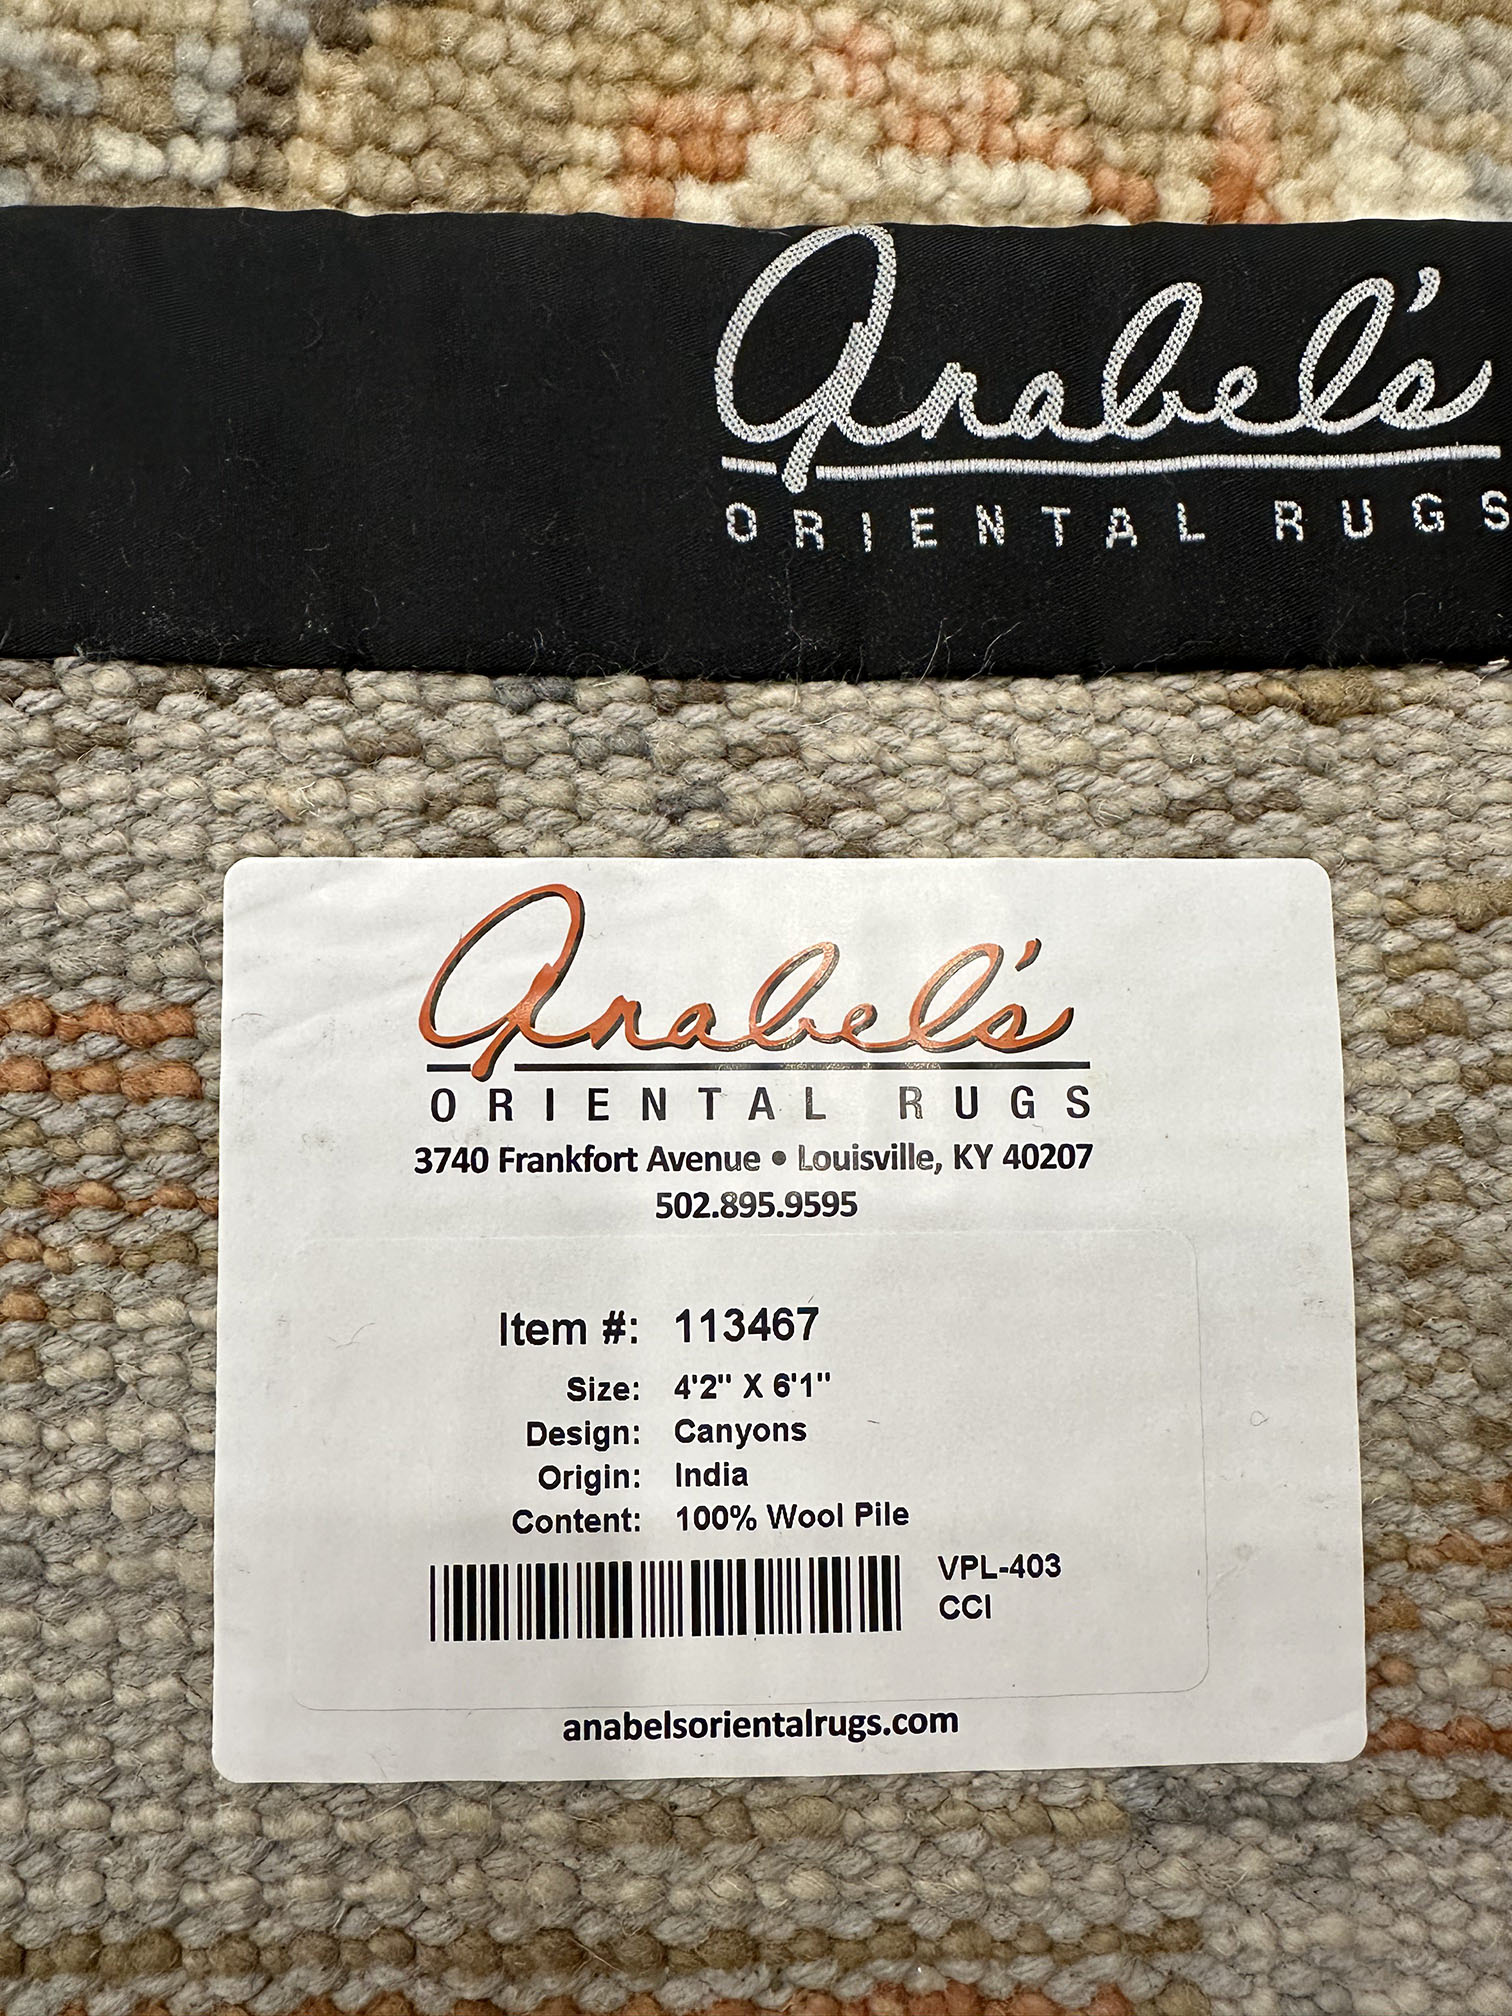 Anabel's
ORIENTAL RUGS
Anabel's
ORIENTAL RUGS
3740 Frankfort Avenue • Louisville, KY 40207
502.895.9595
Item #: 113467
Size: 4'2" X 6'1"
Design: Canyons
Origin: India
Content: 100% Wool Pile
VPL-403
CCI
anabelsorientalrugs.com